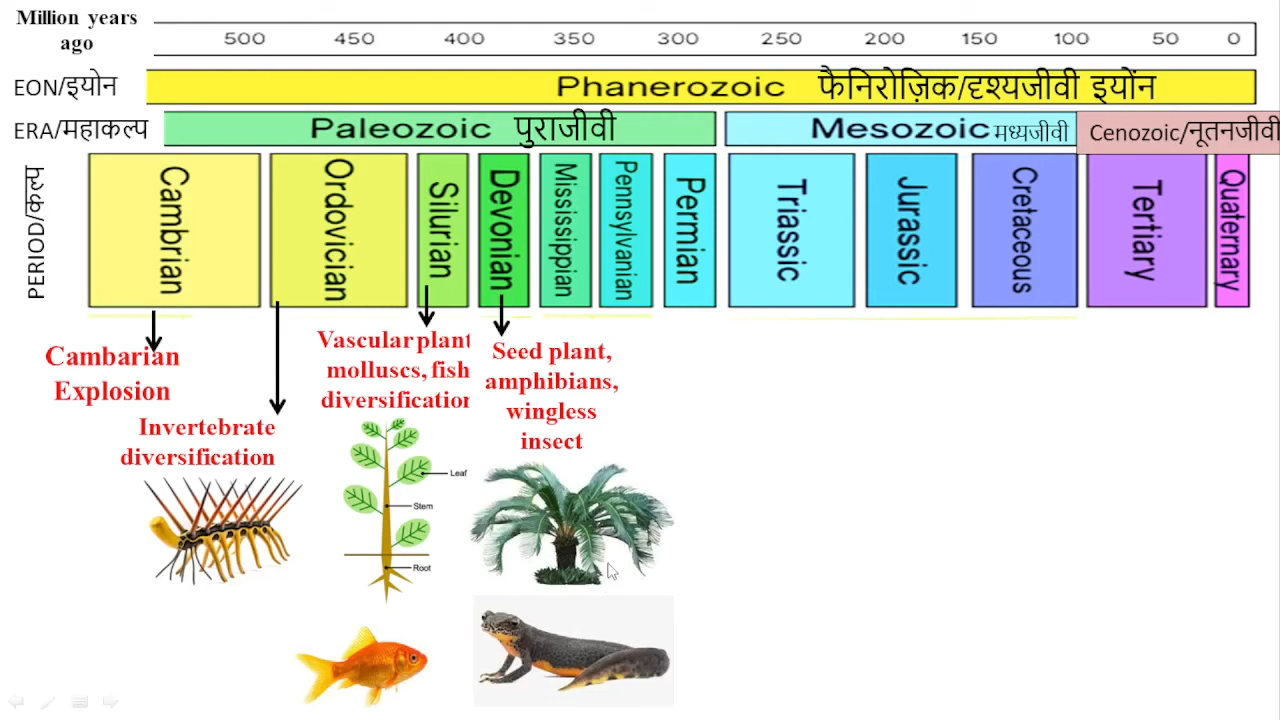 Million years
ago
500 450 400 350 300 250 200 150 100 50 0
EON/इयोन
Phanerozoic फैनिरोज़िक/दृश्यजीवी इयोंन
ERA/महाकल्प
Paleozoic पुराजीवी
Mesozoic मध्यजीवी
Cenozoic/नूतनजीवी
PERIOD/कल्प
Cambrian
Ordovician
Silurian
Devonian
Mississippian
Pennsylvanian
Permian
Triassic
Jurassic
Cretaceous
Tertiary
Quaternary
Cambarian
Explosion
Invertebrate
diversification
Vascular plant
molluscs, fish
diversification
Seed plant,
amphibians,
wingless
insect
Leaf
Stem
Root